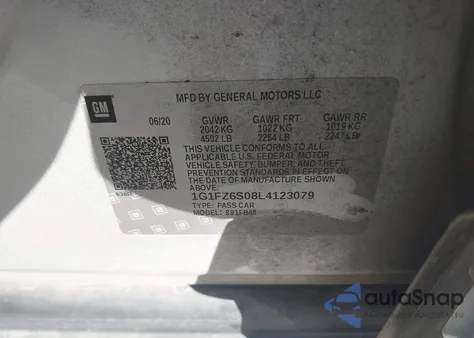 MFD BY GENERAL MOTORS LLC
GM
06/20 GVWR GAWR FRT GAWR RR
2042 KG 1022 KG 1019 KG
4502 LB 2254 LB 2247 LB
THIS VEHICLE CONFORMS TO ALL
APPLICABLE U.S. FEDERAL MOTOR
VEHICLE SAFETY, BUMPER, AND THEFT
PREVENTION STANDARDS IN EFFECT ON
THE DATE OF MANUFACTURE SHOWN ABOVE.
1G1FZ6S08L4123079
TYPE: PASS CAR
autoSnap